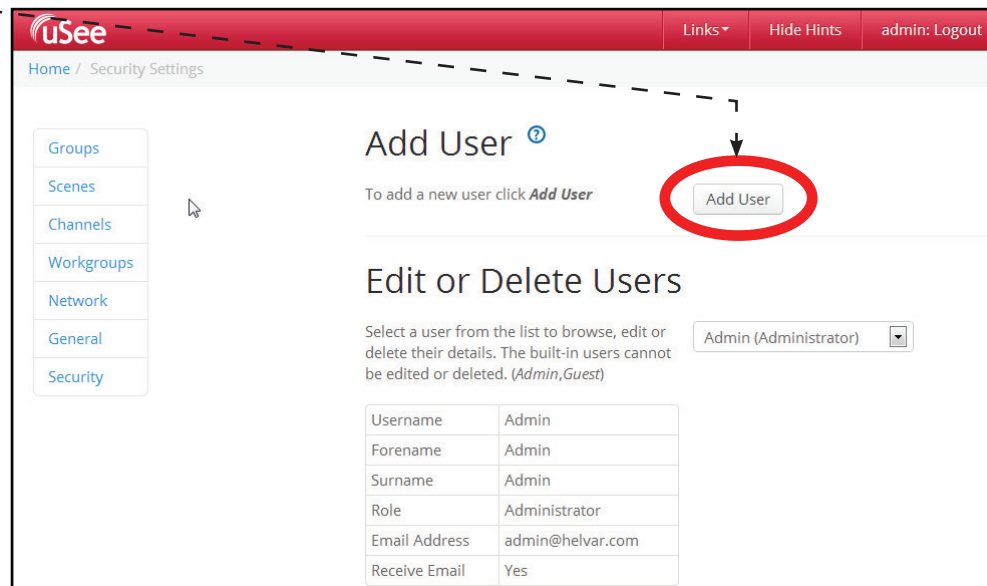 uSee
Links
Hide Hints
admin: Logout
Home / Security Settings
Groups
Scenes
Channels
Workgroups
Network
General
Security
Add User ?
To add a new user click Add User
Add User
Edit or Delete Users
Select a user from the list to browse, edit or
delete their details. The built-in users cannot
be edited or deleted. (Admin,Guest)
Admin (Administrator)
Username Admin
Forename Admin
Surname Admin
Role Administrator
Email Address admin@helvar.com
Receive Email Yes